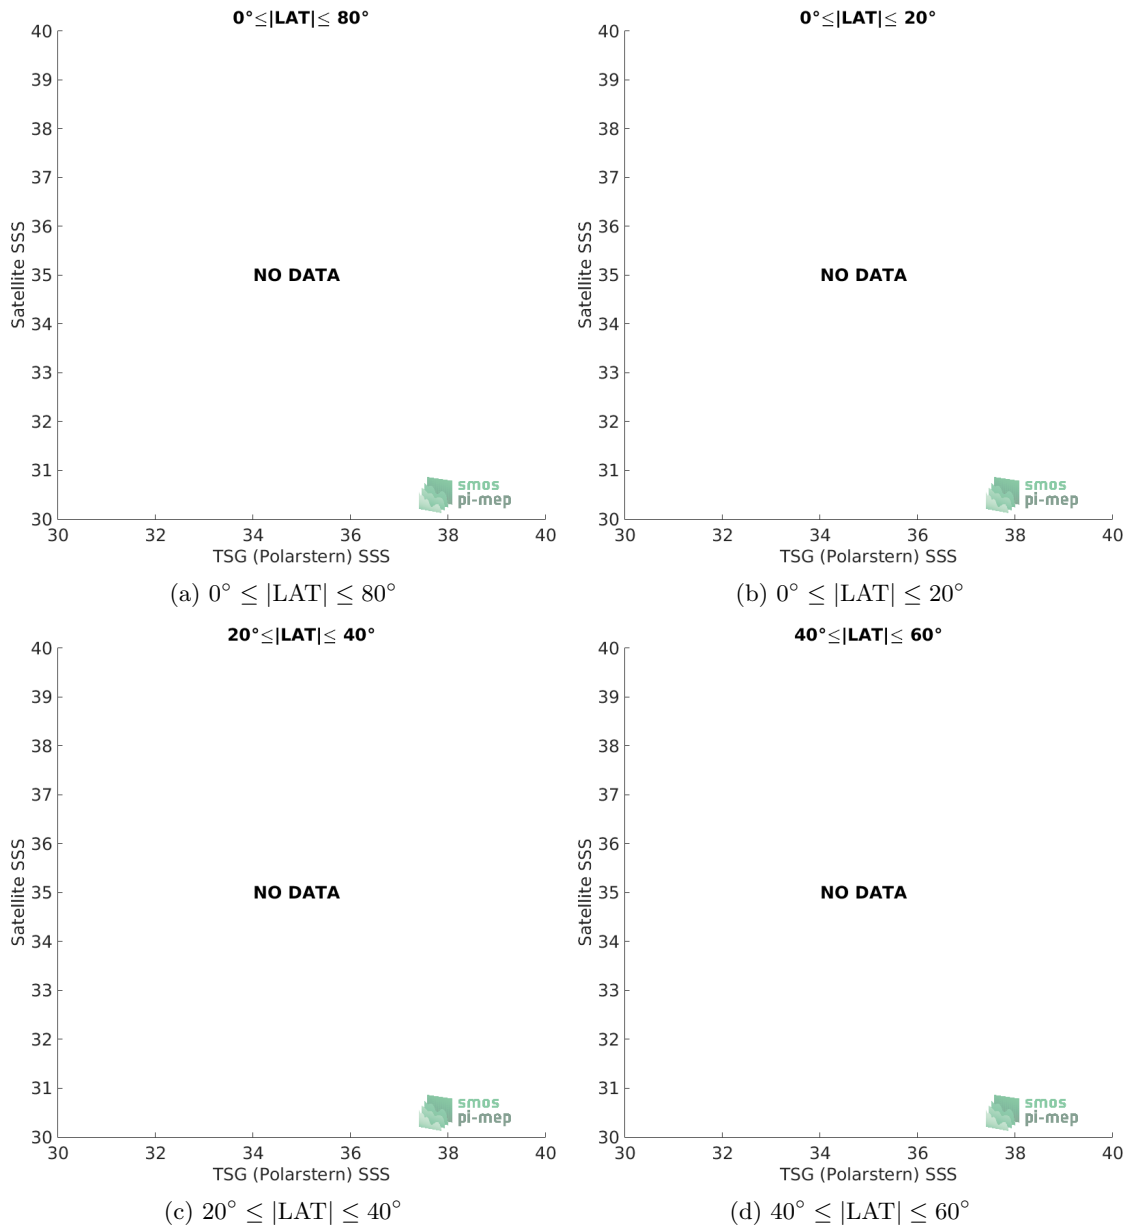 0°≤|LAT|≤ 80°
40
39
38
37
36
35
34
33
32
31
30
Satellite SSS
NO DATA
smos
pi-mep
30 32 34 36 38 40
TSG (Polarstern) SSS
(a) 0° ≤ |LAT| ≤ 80°
0°≤|LAT|≤ 20°
40
39
38
37
36
35
34
33
32
31
30
Satellite SSS
NO DATA
smos
pi-mep
30 32 34 36 38 40
TSG (Polarstern) SSS
(b) 0° ≤ |LAT| ≤ 20°
20°≤|LAT|≤ 40°
40
39
38
37
36
35
34
33
32
31
30
Satellite SSS
NO DATA
smos
pi-mep
30 32 34 36 38 40
TSG (Polarstern) SSS
(c) 20° ≤ |LAT| ≤ 40°
40°≤|LAT|≤ 60°
40
39
38
37
36
35
34
33
32
31
30
Satellite SSS
NO DATA
smos
pi-mep
30 32 34 36 38 40
TSG (Polarstern) SSS
(d) 40° ≤ |LAT| ≤ 60°